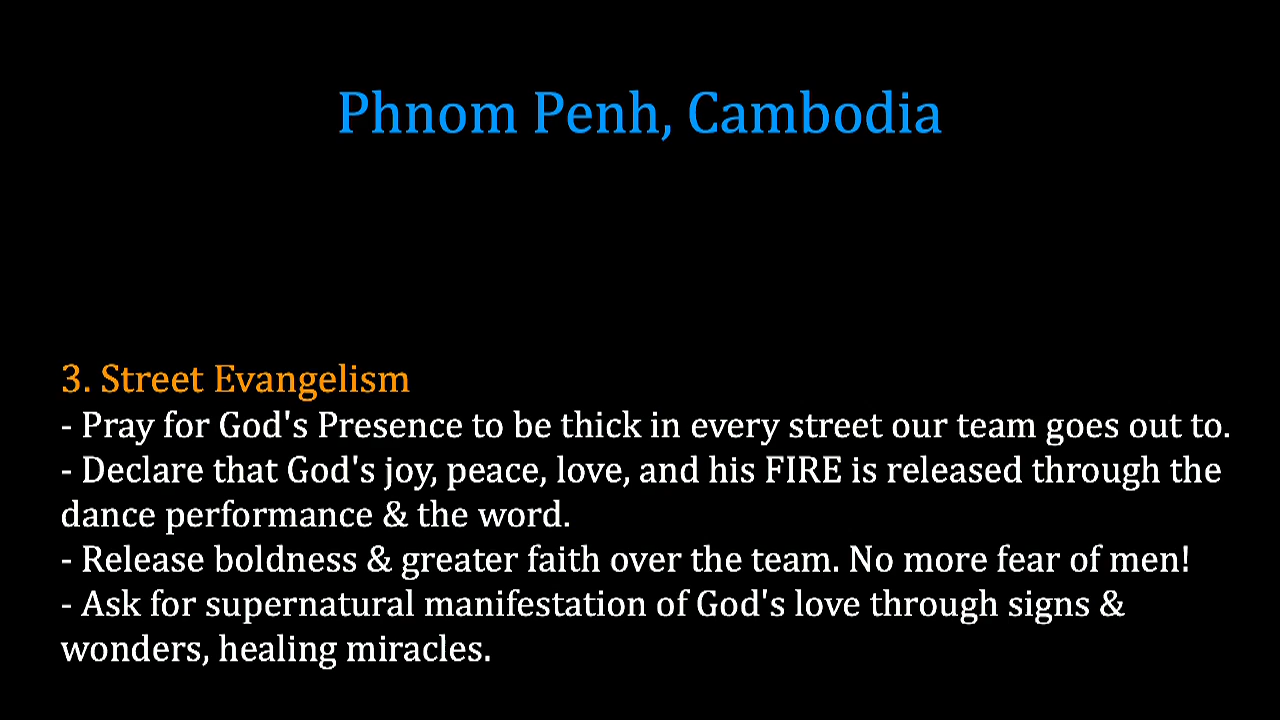 Phnom Penh, Cambodia
3. Street Evangelism
- Pray for God's Presence to be thick in every street our team goes out to.
- Declare that God's joy, peace, love, and his FIRE is released through the
dance performance & the word.
- Release boldness & greater faith over the team. No more fear of men!
- Ask for supernatural manifestation of God's love through signs &
wonders, healing miracles.